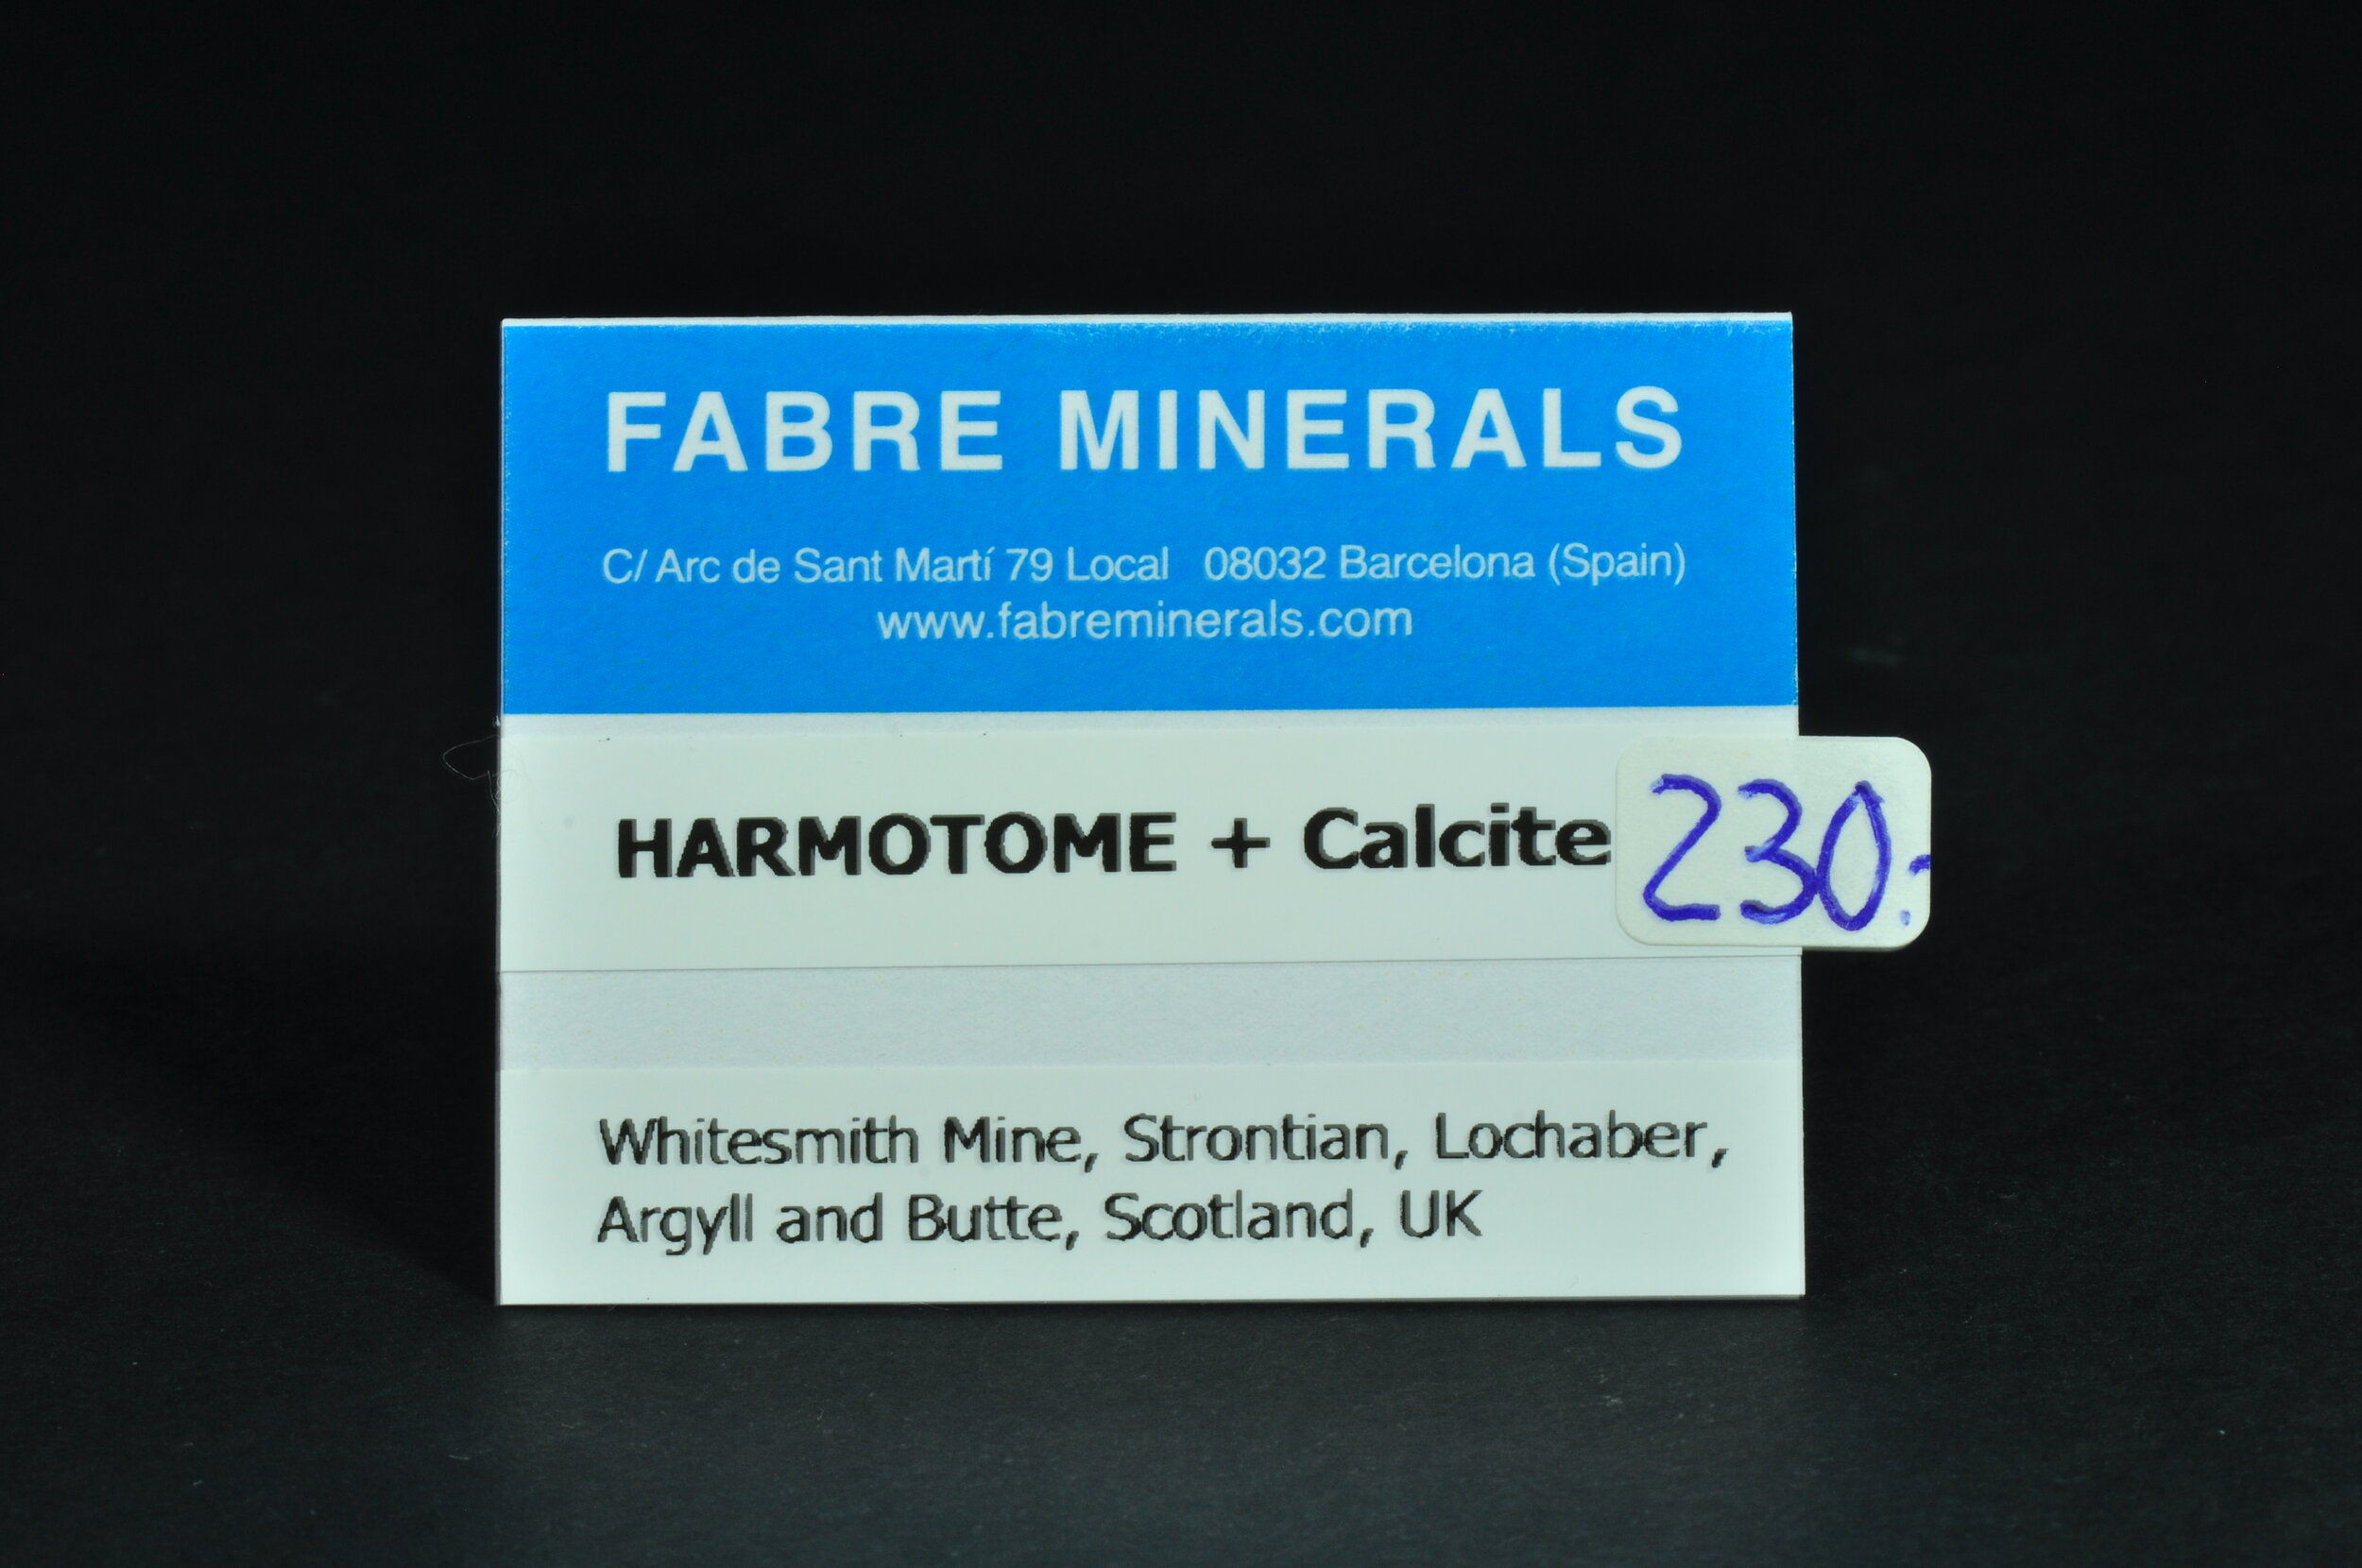 FABRE MINERALS
C/ Arc de Sant Martí 79 Local 08032 Barcelona (Spain)
www.fabreminerals.com
HARMOTOME + Calcite
230.-
Whitesmith Mine, Strontian, Lochaber,
Argyll and Butte, Scotland, UK